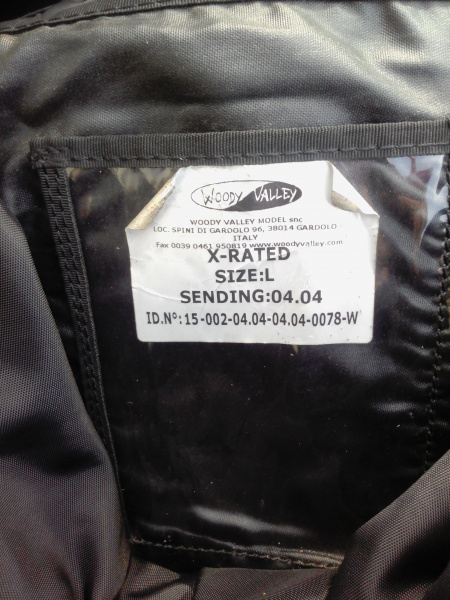 WOODY VALLEY
WOODY VALLEY MODEL snc
LOC. SPINI DI GARDOLO 96, 38014 GARDOLO
ITALY
Fax 0039 0461 950819 www.woodyvalley.com
X-RATED
SIZE:L
SENDING:04.04
ID.Nº:15-002-04.04-04.04-0078-W